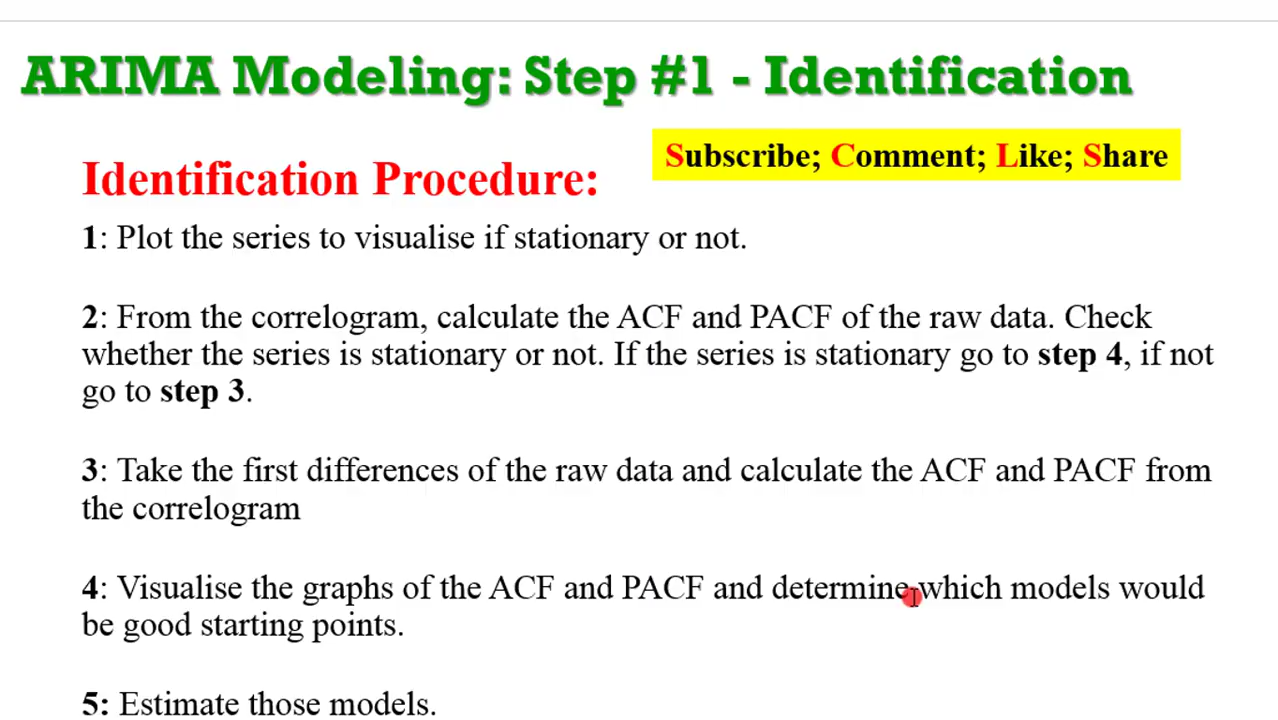 ARIMA Modeling: Step #1 - Identification
Subscribe; Comment; Like; Share
Identification Procedure:
1: Plot the series to visualise if stationary or not.
2: From the correlogram, calculate the ACF and PACF of the raw data. Check
whether the series is stationary or not. If the series is stationary go to step 4, if not
go to step 3.
3: Take the first differences of the raw data and calculate the ACF and PACF from
the correlogram
4: Visualise the graphs of the ACF and PACF and determine which models would
be good starting points.
5: Estimate those models.